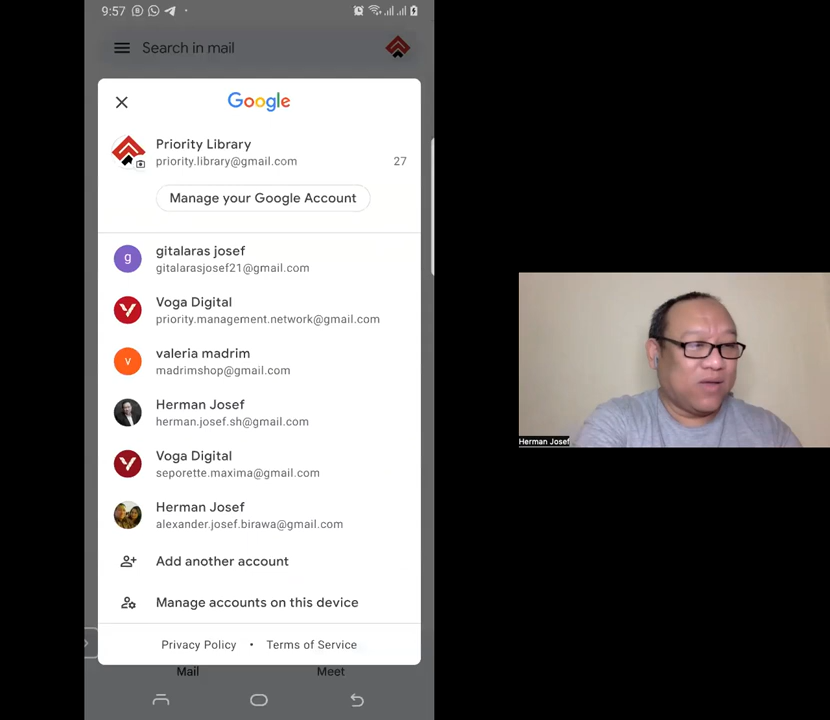 9:57
Search in mail
Google
Priority Library
priority.library@gmail.com
27
Manage your Google Account
g
gitalaras josef
gitalarasjosef21@gmail.com
Voga Digital
priority.management.network@gmail.com
v
valeria madrim
madrimshop@gmail.com
Herman Josef
herman.josef.sh@gmail.com
Voga Digital
seporette.maxima@gmail.com
Herman Josef
alexander.josef.birawa@gmail.com
Add another account
Manage accounts on this device
Privacy Policy • Terms of Service
Mail
Meet
Herman Josef